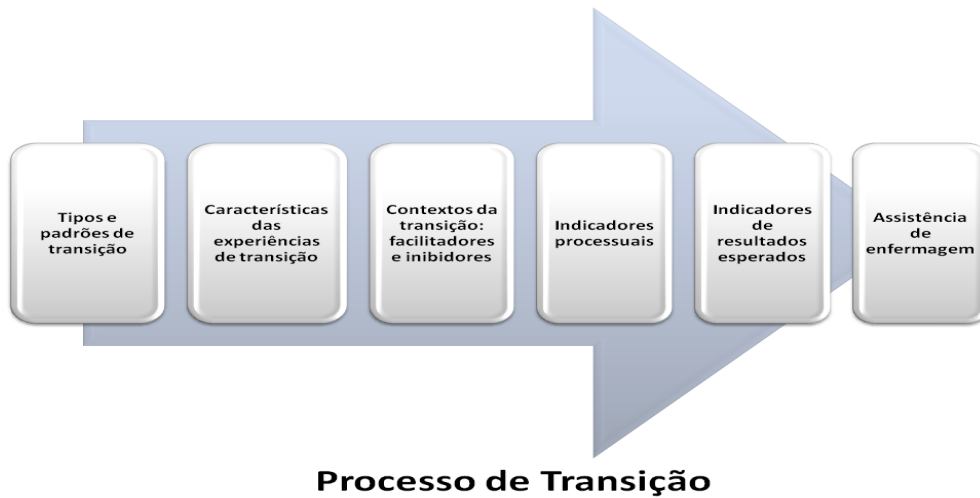 Tipos e
padrões de
transição
Características
das
experiências
de transição
Contextos da
transição:
facilitadores
e inibidores
Indicadores
processuais
Indicadores
de
resultados
esperados
Assistência
de
enfermagem
Processo de Transição